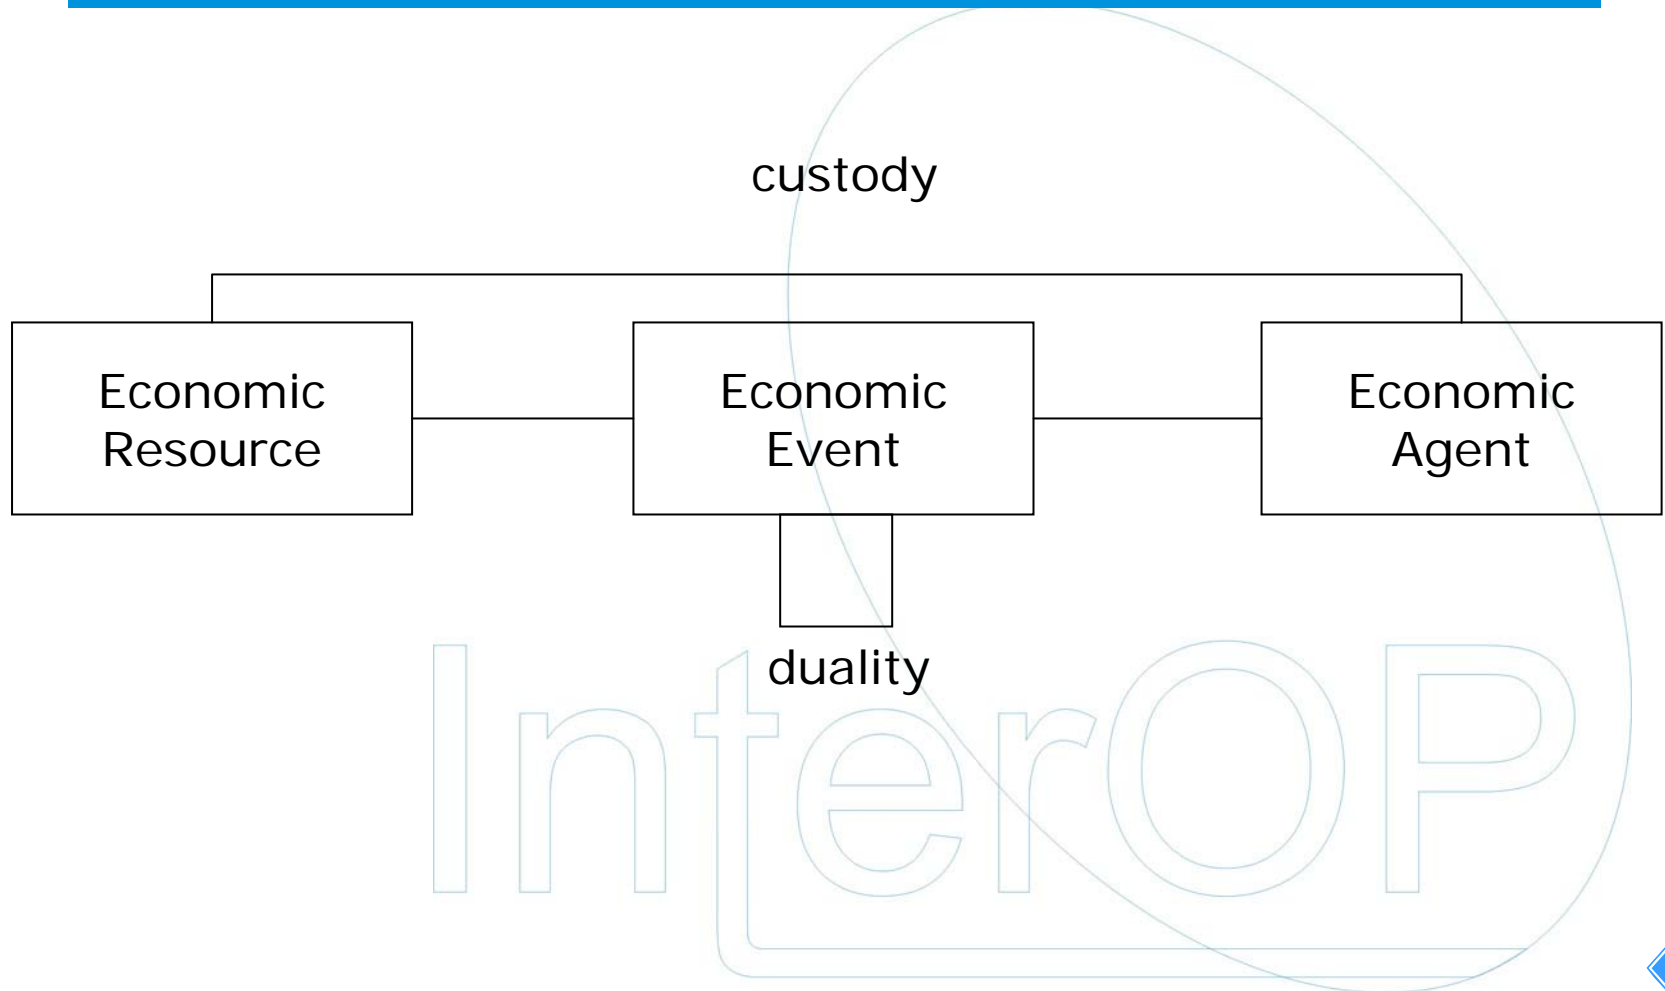 custody
Economic
Resource
Economic
Event
Economic
Agent
duality
InterOP